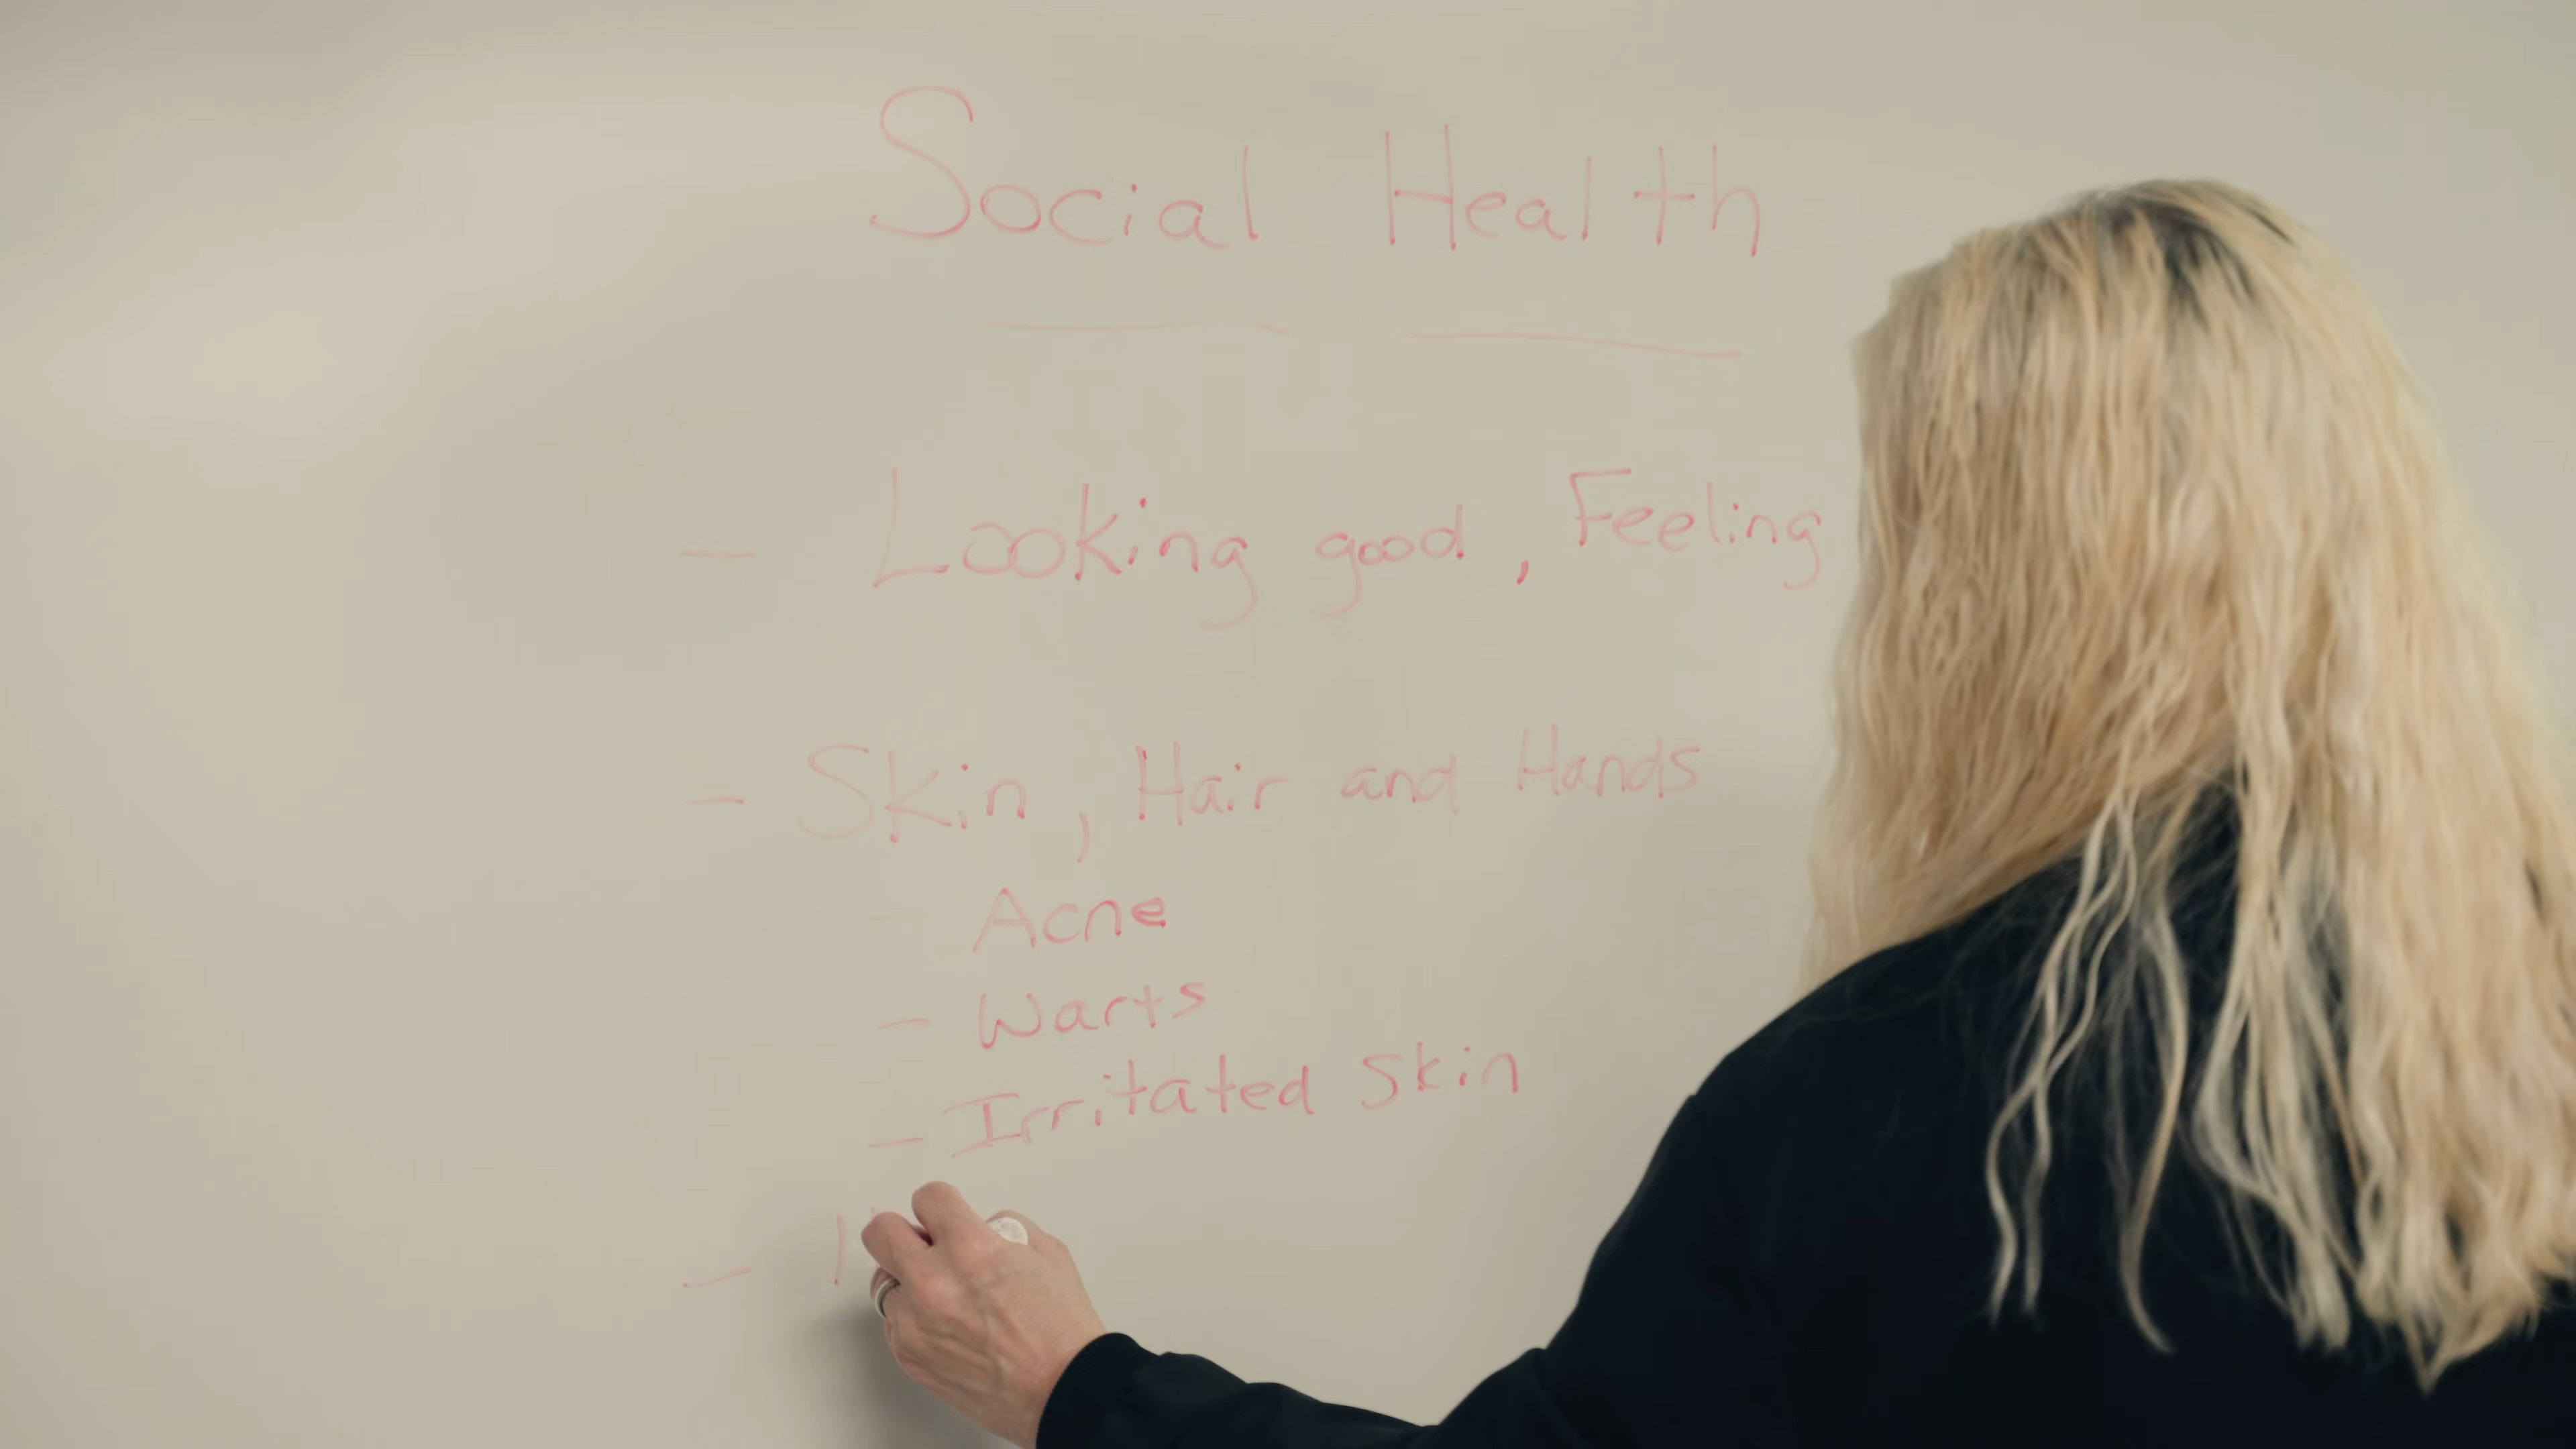 Social Health
- Looking good, Feeling
- Skin, Hair and Hands
- Acne
- Warts
- Irritated Skin
-